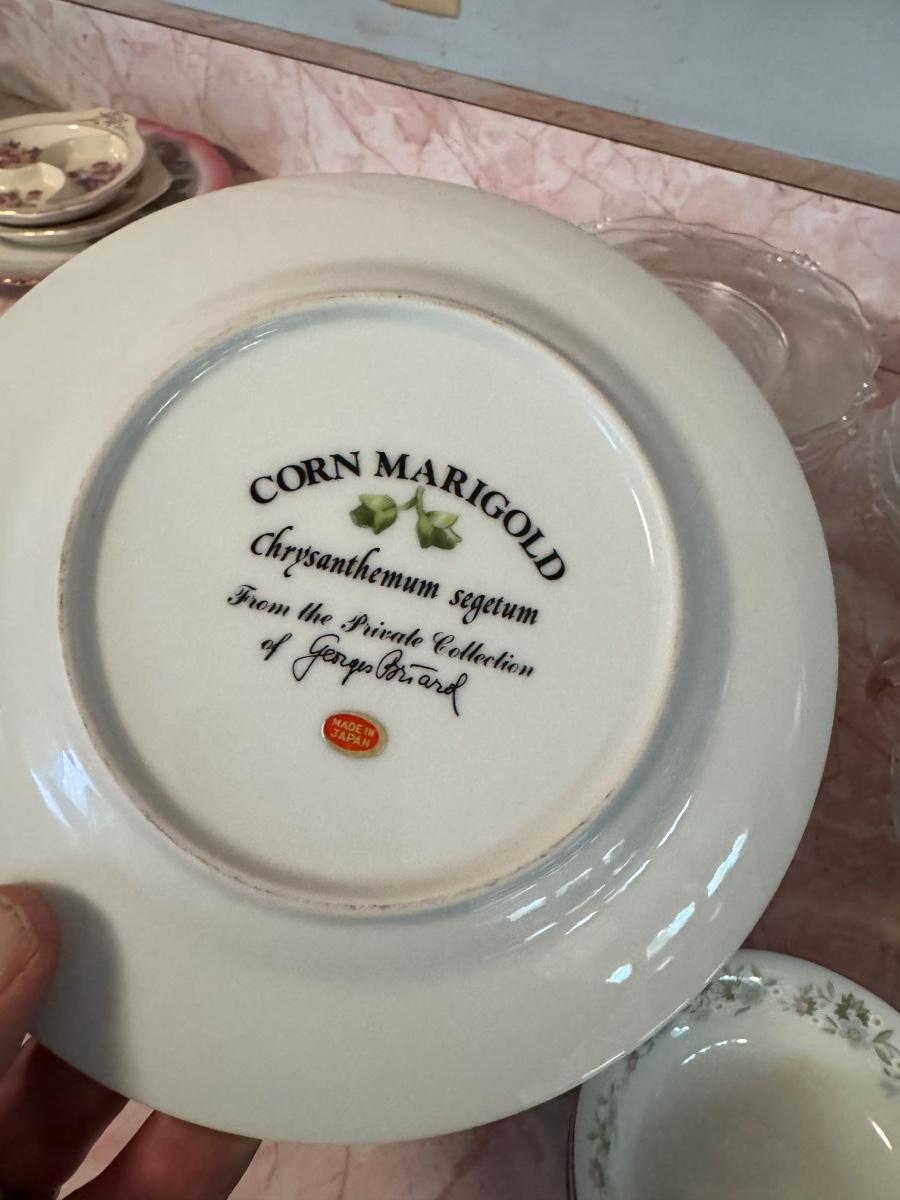 CORN MARIGOLD
Chrysanthemum segetum
From the Private Collection
of Georges Briard
MADE IN
JAPAN